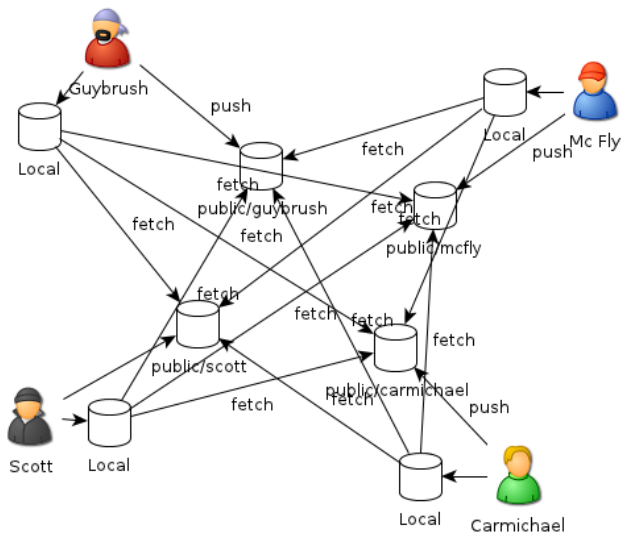 Guybrush
push
Local
Mc Fly
Local
push
fetch
fetch
public/guybrush
fetch
fetch
public/mcfly
fetch
fetch
fetch
fetch
fetch
fetch
public/scott
public/carmichael
fetch
fetch
push
Scott
Local
Local
Carmichael